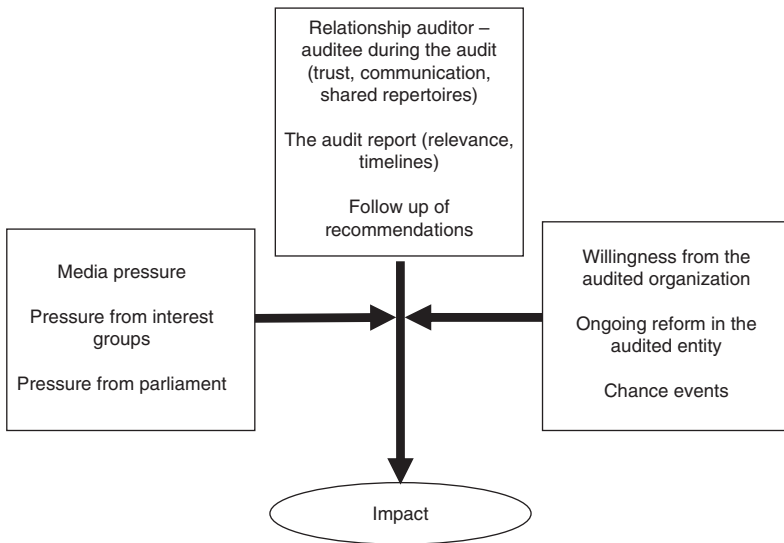 Relationship auditor –
auditee during the audit
(trust, communication,
shared repertoires)
The audit report (relevance,
timelines)
Follow up of
recommendations
Media pressure
Pressure from interest
groups
Pressure from parliament
Willingness from the
audited organization
Ongoing reform in the
audited entity
Chance events
Impact